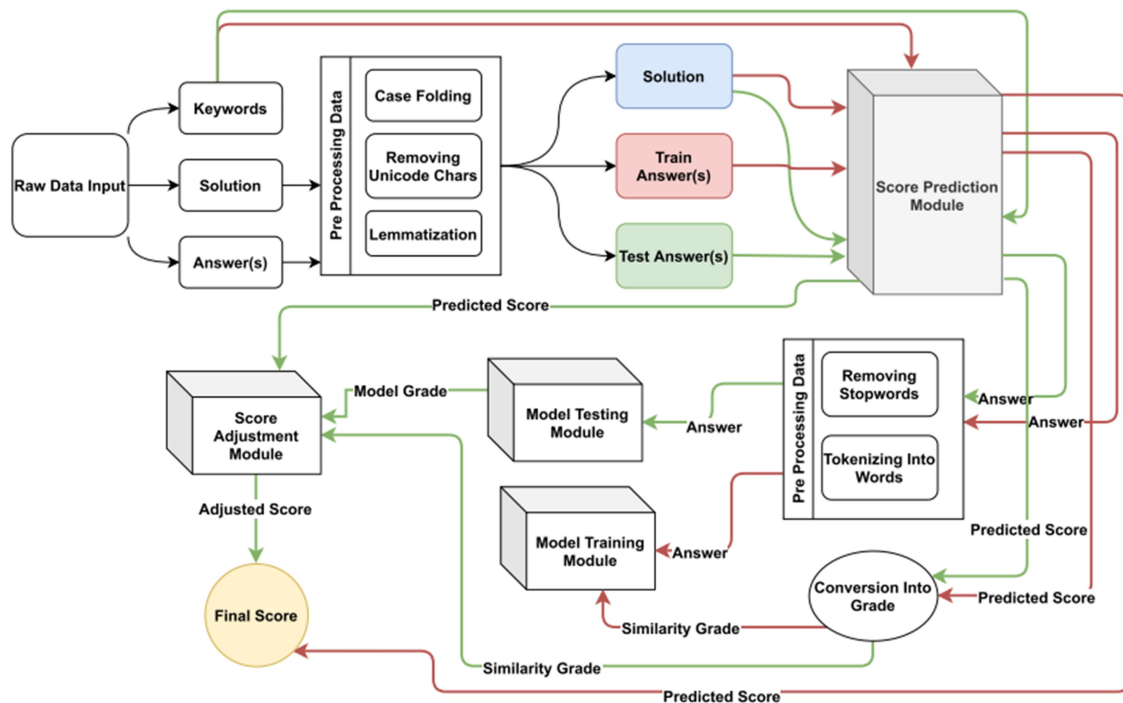 Raw Data Input
Keywords
Solution
Answer(s)
Pre Processing Data
Case Folding
Removing
Unicode Chars
Lemmatization
Solution
Train
Answer(s)
Test Answer(s)
Score Prediction
Module
Predicted Score
Score
Adjustment
Module
Model Grade
Model Testing
Module
Answer
Pre Processing Data
Removing
Stopwords
Tokenizing Into
Words
Answer
Answer
Adjusted Score
Model Training
Module
Answer
Predicted Score
Final Score
Conversion Into
Grade
Predicted Score
Similarity Grade
Similarity Grade
Predicted Score